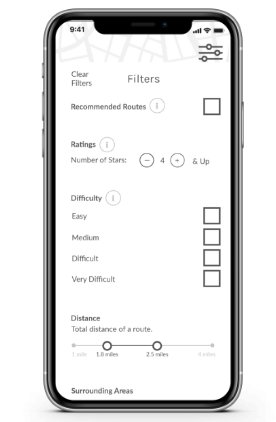 9:41
Clear
Filters
Filters
Recommended Routes i
Ratings i
Number of Stars: − 4 + & Up
Difficulty i
Easy
Medium
Difficult
Very Difficult
Distance
Total distance of a route.
1 mile 1.8 miles 2.5 miles 4 miles
Surrounding Areas